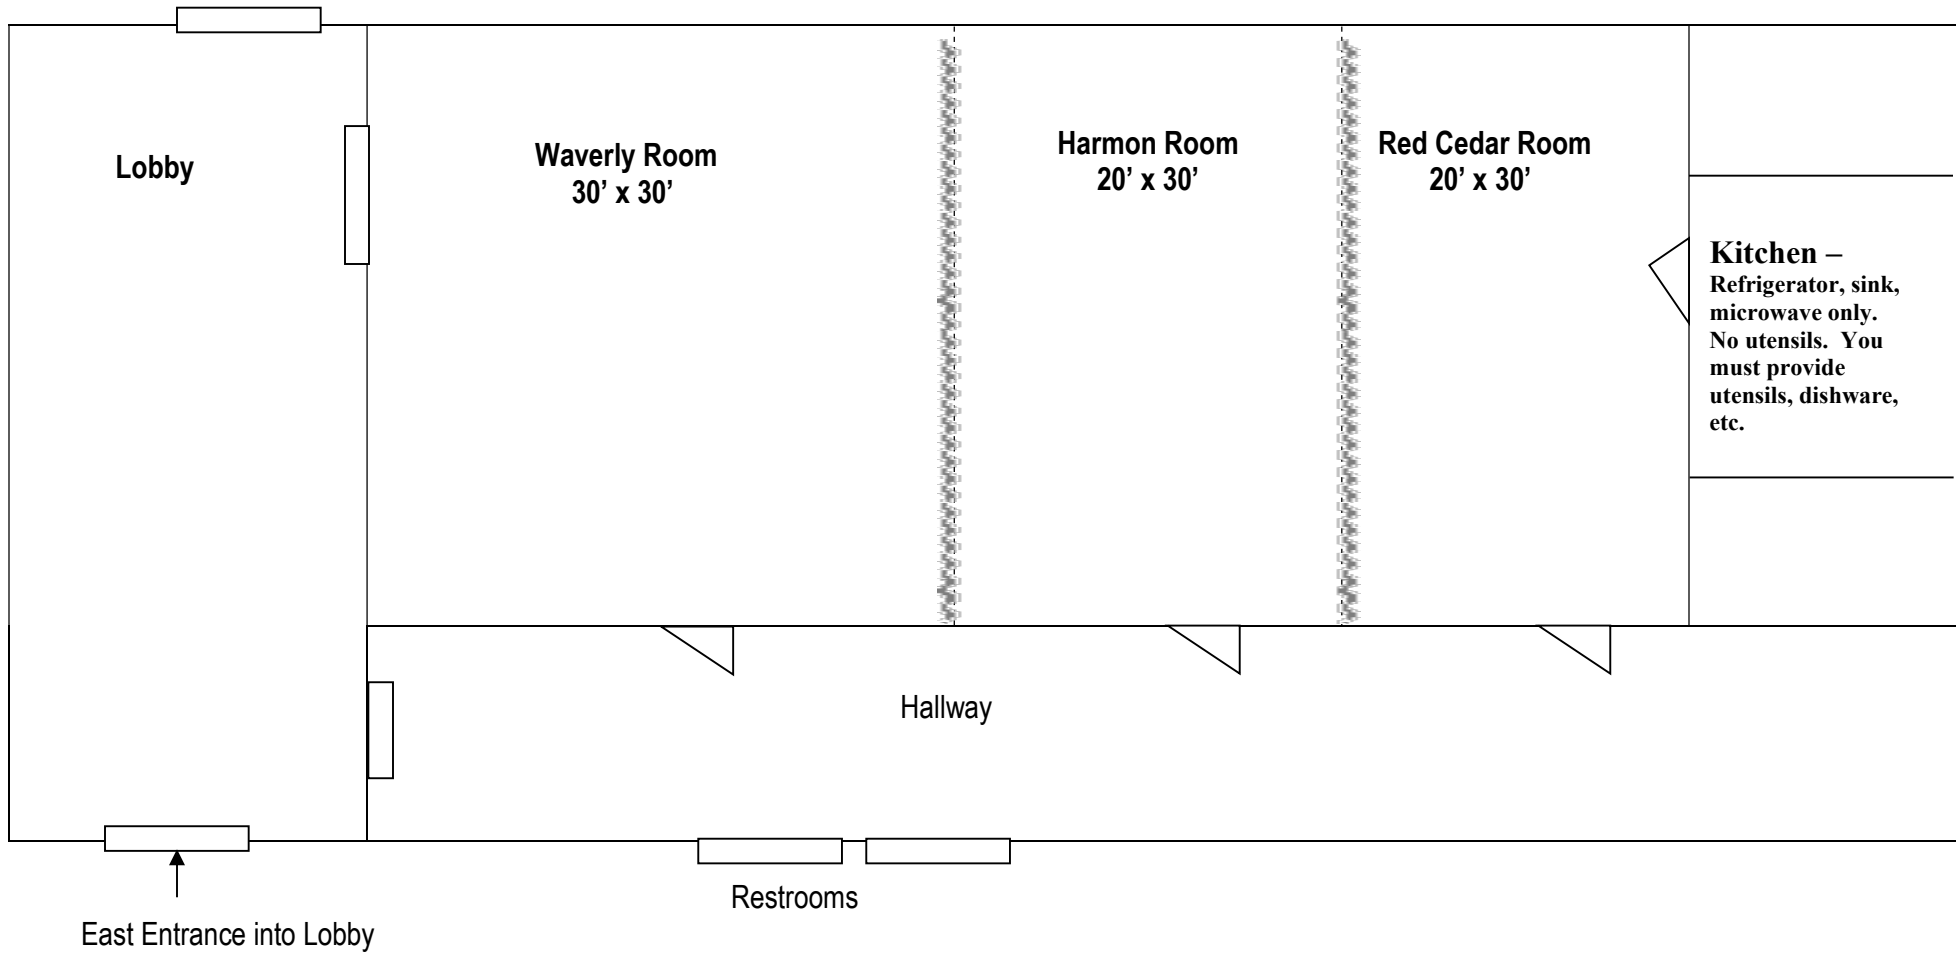 Lobby
Waverly Room
30’ x 30’
Harmon Room
20’ x 30’
Red Cedar Room
20’ x 30’
Kitchen –
Refrigerator, sink,
microwave only.
No utensils.  You
must provide
utensils, dishware,
etc.
Hallway
Restrooms
East Entrance into Lobby